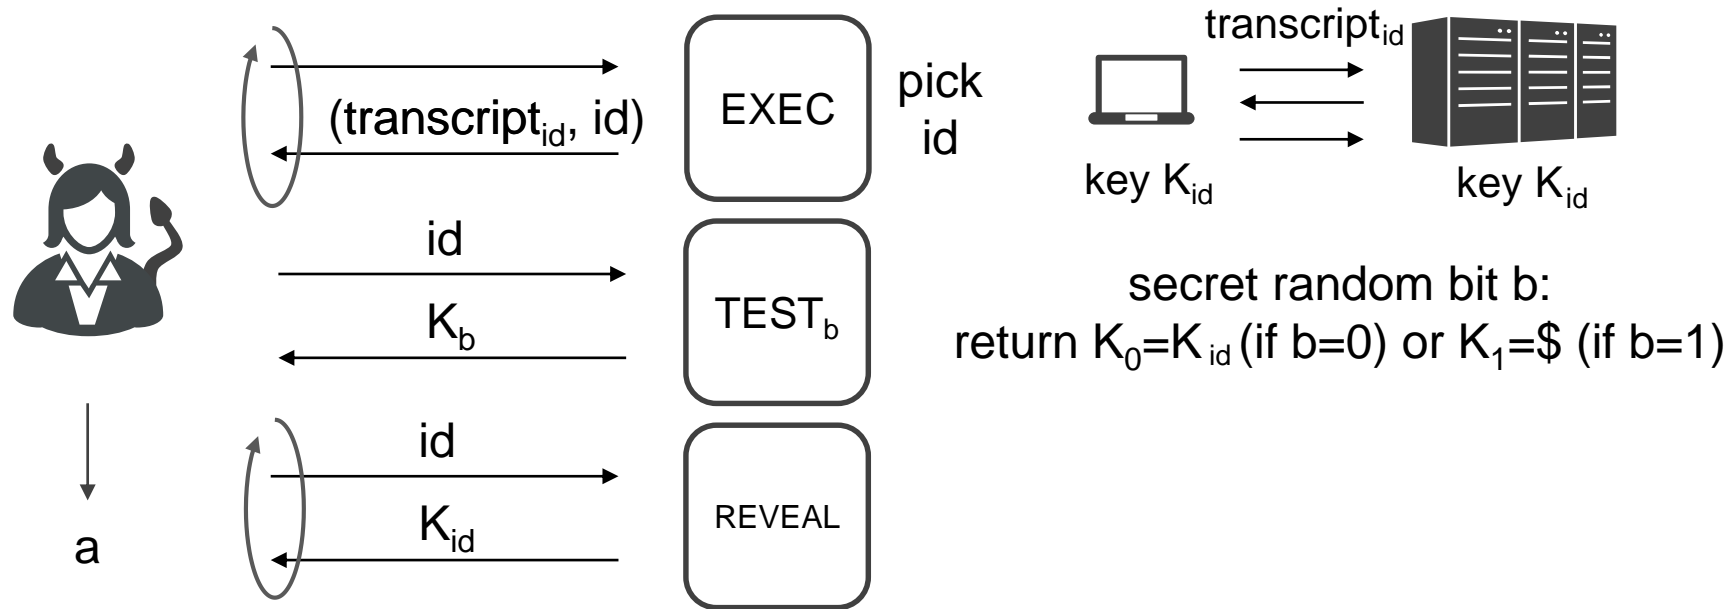 transcript_id
(transcript_id, id)
EXEC
pick
id
key K_id
key K_id
id
K_b
TEST_b
secret random bit b:
return K_0=K_id (if b=0) or K_1=$ (if b=1)
id
K_id
REVEAL
a